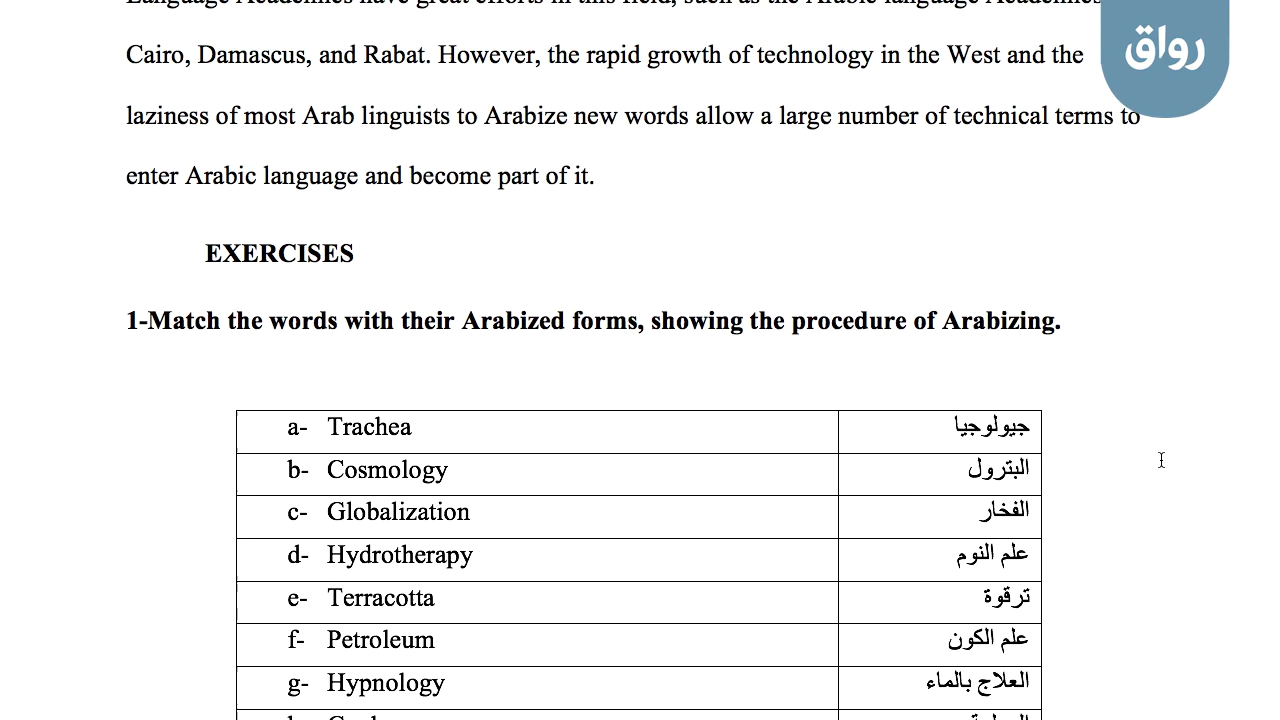 Cairo, Damascus, and Rabat. However, the rapid growth of technology in the West and the
رواق
laziness of most Arab linguists to Arabize new words allow a large number of technical terms to
enter Arabic language and become part of it.
EXERCISES
1-Match the words with their Arabized forms, showing the procedure of Arabizing.
a- Trachea جيولوجيا
b- Cosmology البترول
c- Globalization الفخار
d- Hydrotherapy علم النوم
e- Terracotta ترقوة
f- Petroleum علم الكون
g- Hypnology العلاج بالماء